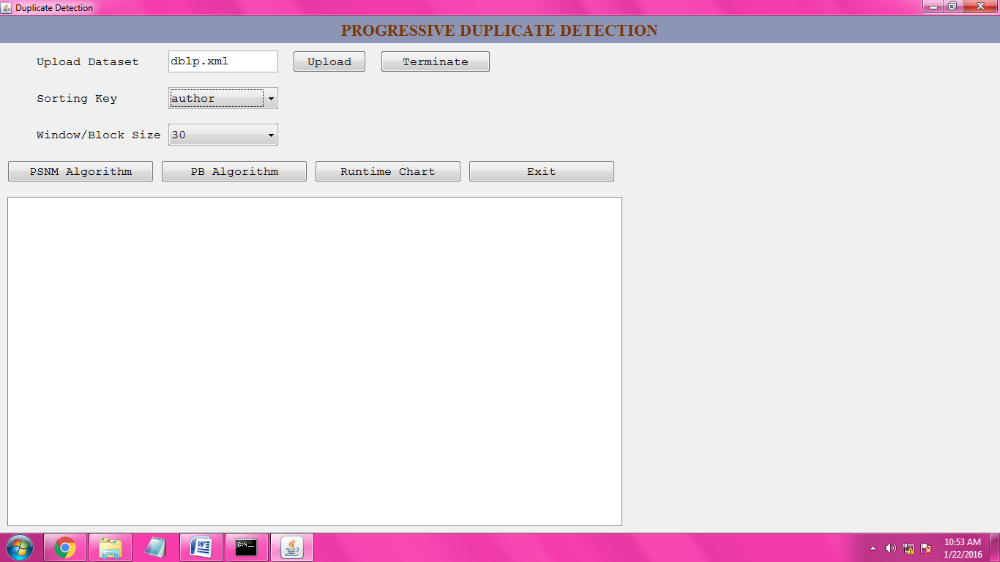 Duplicate Detection
PROGRESSIVE DUPLICATE DETECTION
Upload Dataset dblp.xml Upload Terminate
Sorting Key author
Window/Block Size 30
PSNM Algorithm PB Algorithm Runtime Chart Exit
C:\_
10:53 AM
1/22/2016